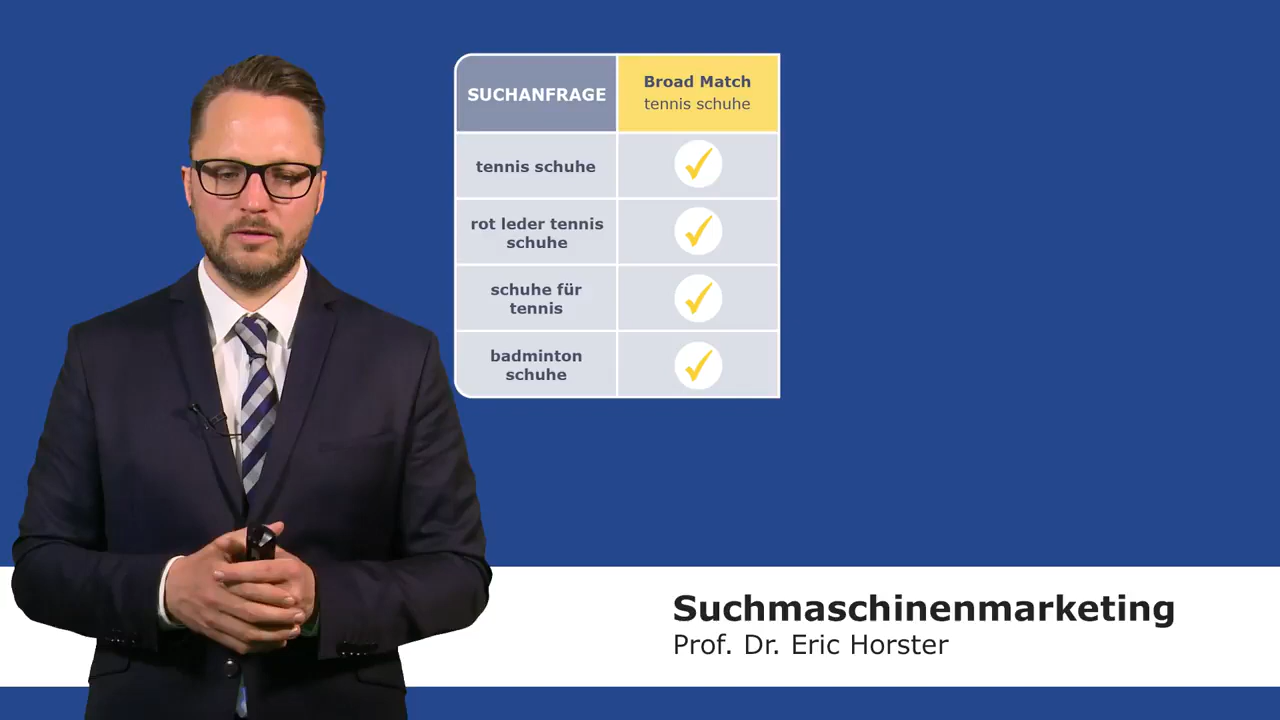 SUCHANFRAGE
Broad Match
tennis schuhe
tennis schuhe
rot leder tennis
schuhe
schuhe für
tennis
badminton
schuhe
Suchmaschinenmarketing
Prof. Dr. Eric Horster